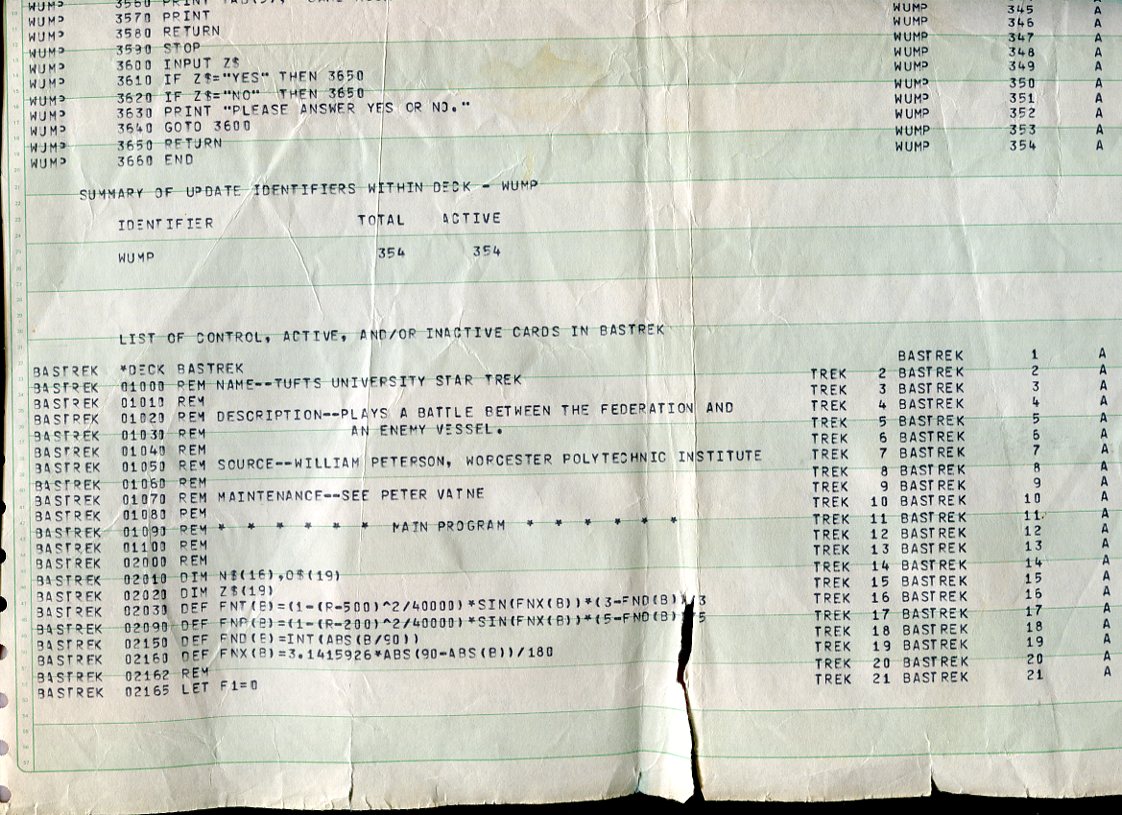 WUMP 3560 PRINT
WUMP 3570 PRINT WUMP 345
WUMP 3580 RETURN WUMP 346
WUMP 3590 STOP WUMP 347
WUMP 3600 INPUT Z$ WUMP 348
WUMP 3610 IF Z$="YES" THEN 3650 WUMP 349
WUMP 3620 IF Z$="NO" THEN 3650 WUMP 350 A
WUMP 3630 PRINT "PLEASE ANSWER YES OR NO." WUMP 351 A
WUMP 3640 GOTO 3600 WUMP 352 A
WUMP 3650 RETURN WUMP 353 A
WUMP 3660 END WUMP 354 A
SUMMARY OF UPDATE IDENTIFIERS WITHIN DECK - WUMP
IDENTIFIER TOTAL ACTIVE
WUMP 354 354
LIST OF CONTROL, ACTIVE, AND/OR INACTIVE CARDS IN BASTREK
BASTREK *DECK BASTREK BASTREK 1 A
BASTREK 01000 REM NAME--TUFTS UNIVERSITY STAR TREK TREK 2 BASTREK 2 A
BASTREK 01010 REM TREK 3 BASTREK 3 A
BASTREK 01020 REM DESCRIPTION--PLAYS A BATTLE BETWEEN THE FEDERATION AND TREK 4 BASTREK 4 A
BASTREK 01030 REM AN ENEMY VESSEL. TREK 5 BASTREK 5 A
BASTREK 01040 REM TREK 6 BASTREK 6 A
BASTREK 01050 REM SOURCE--WILLIAM PETERSON, WORCESTER POLYTECHNIC INSTITUTE TREK 7 BASTREK 7 A
BASTREK 01060 REM TREK 8 BASTREK 8 A
BASTREK 01070 REM MAINTENANCE--SEE PETER VATNE TREK 9 BASTREK 9 A
BASTREK 01080 REM TREK 10 BASTREK 10 A
BASTREK 01090 REM * * * * * * MAIN PROGRAM * * * * * * TREK 11 BASTREK 11 A
BASTREK 01100 REM TREK 12 BASTREK 12 A
BASTREK 02000 REM TREK 13 BASTREK 13 A
BASTREK 02010 DIM N$(16),O$(19) TREK 14 BASTREK 14 A
BASTREK 02020 DIM Z$(19) TREK 15 BASTREK 15 A
BASTREK 02030 DEF FNT(B)=(1-(R-500)^2/40000)*SIN(FNX(B))*(3-FND(B))/3 TREK 16 BASTREK 16 A
BASTREK 02090 DEF FNP(B)=(1-(R-200)^2/40000)*SIN(FNX(B))*(5-FND(B))/5 TREK 17 BASTREK 17 A
BASTREK 02150 DEF FND(B)=INT(ABS(B/90)) TREK 18 BASTREK 18 A
BASTREK 02160 DEF FNX(B)=3.1415926*ABS(90-ABS(B))/180 TREK 19 BASTREK 19 A
BASTREK 02162 REM TREK 20 BASTREK 20 A
BASTREK 02165 LET F1=0 TREK 21 BASTREK 21 A